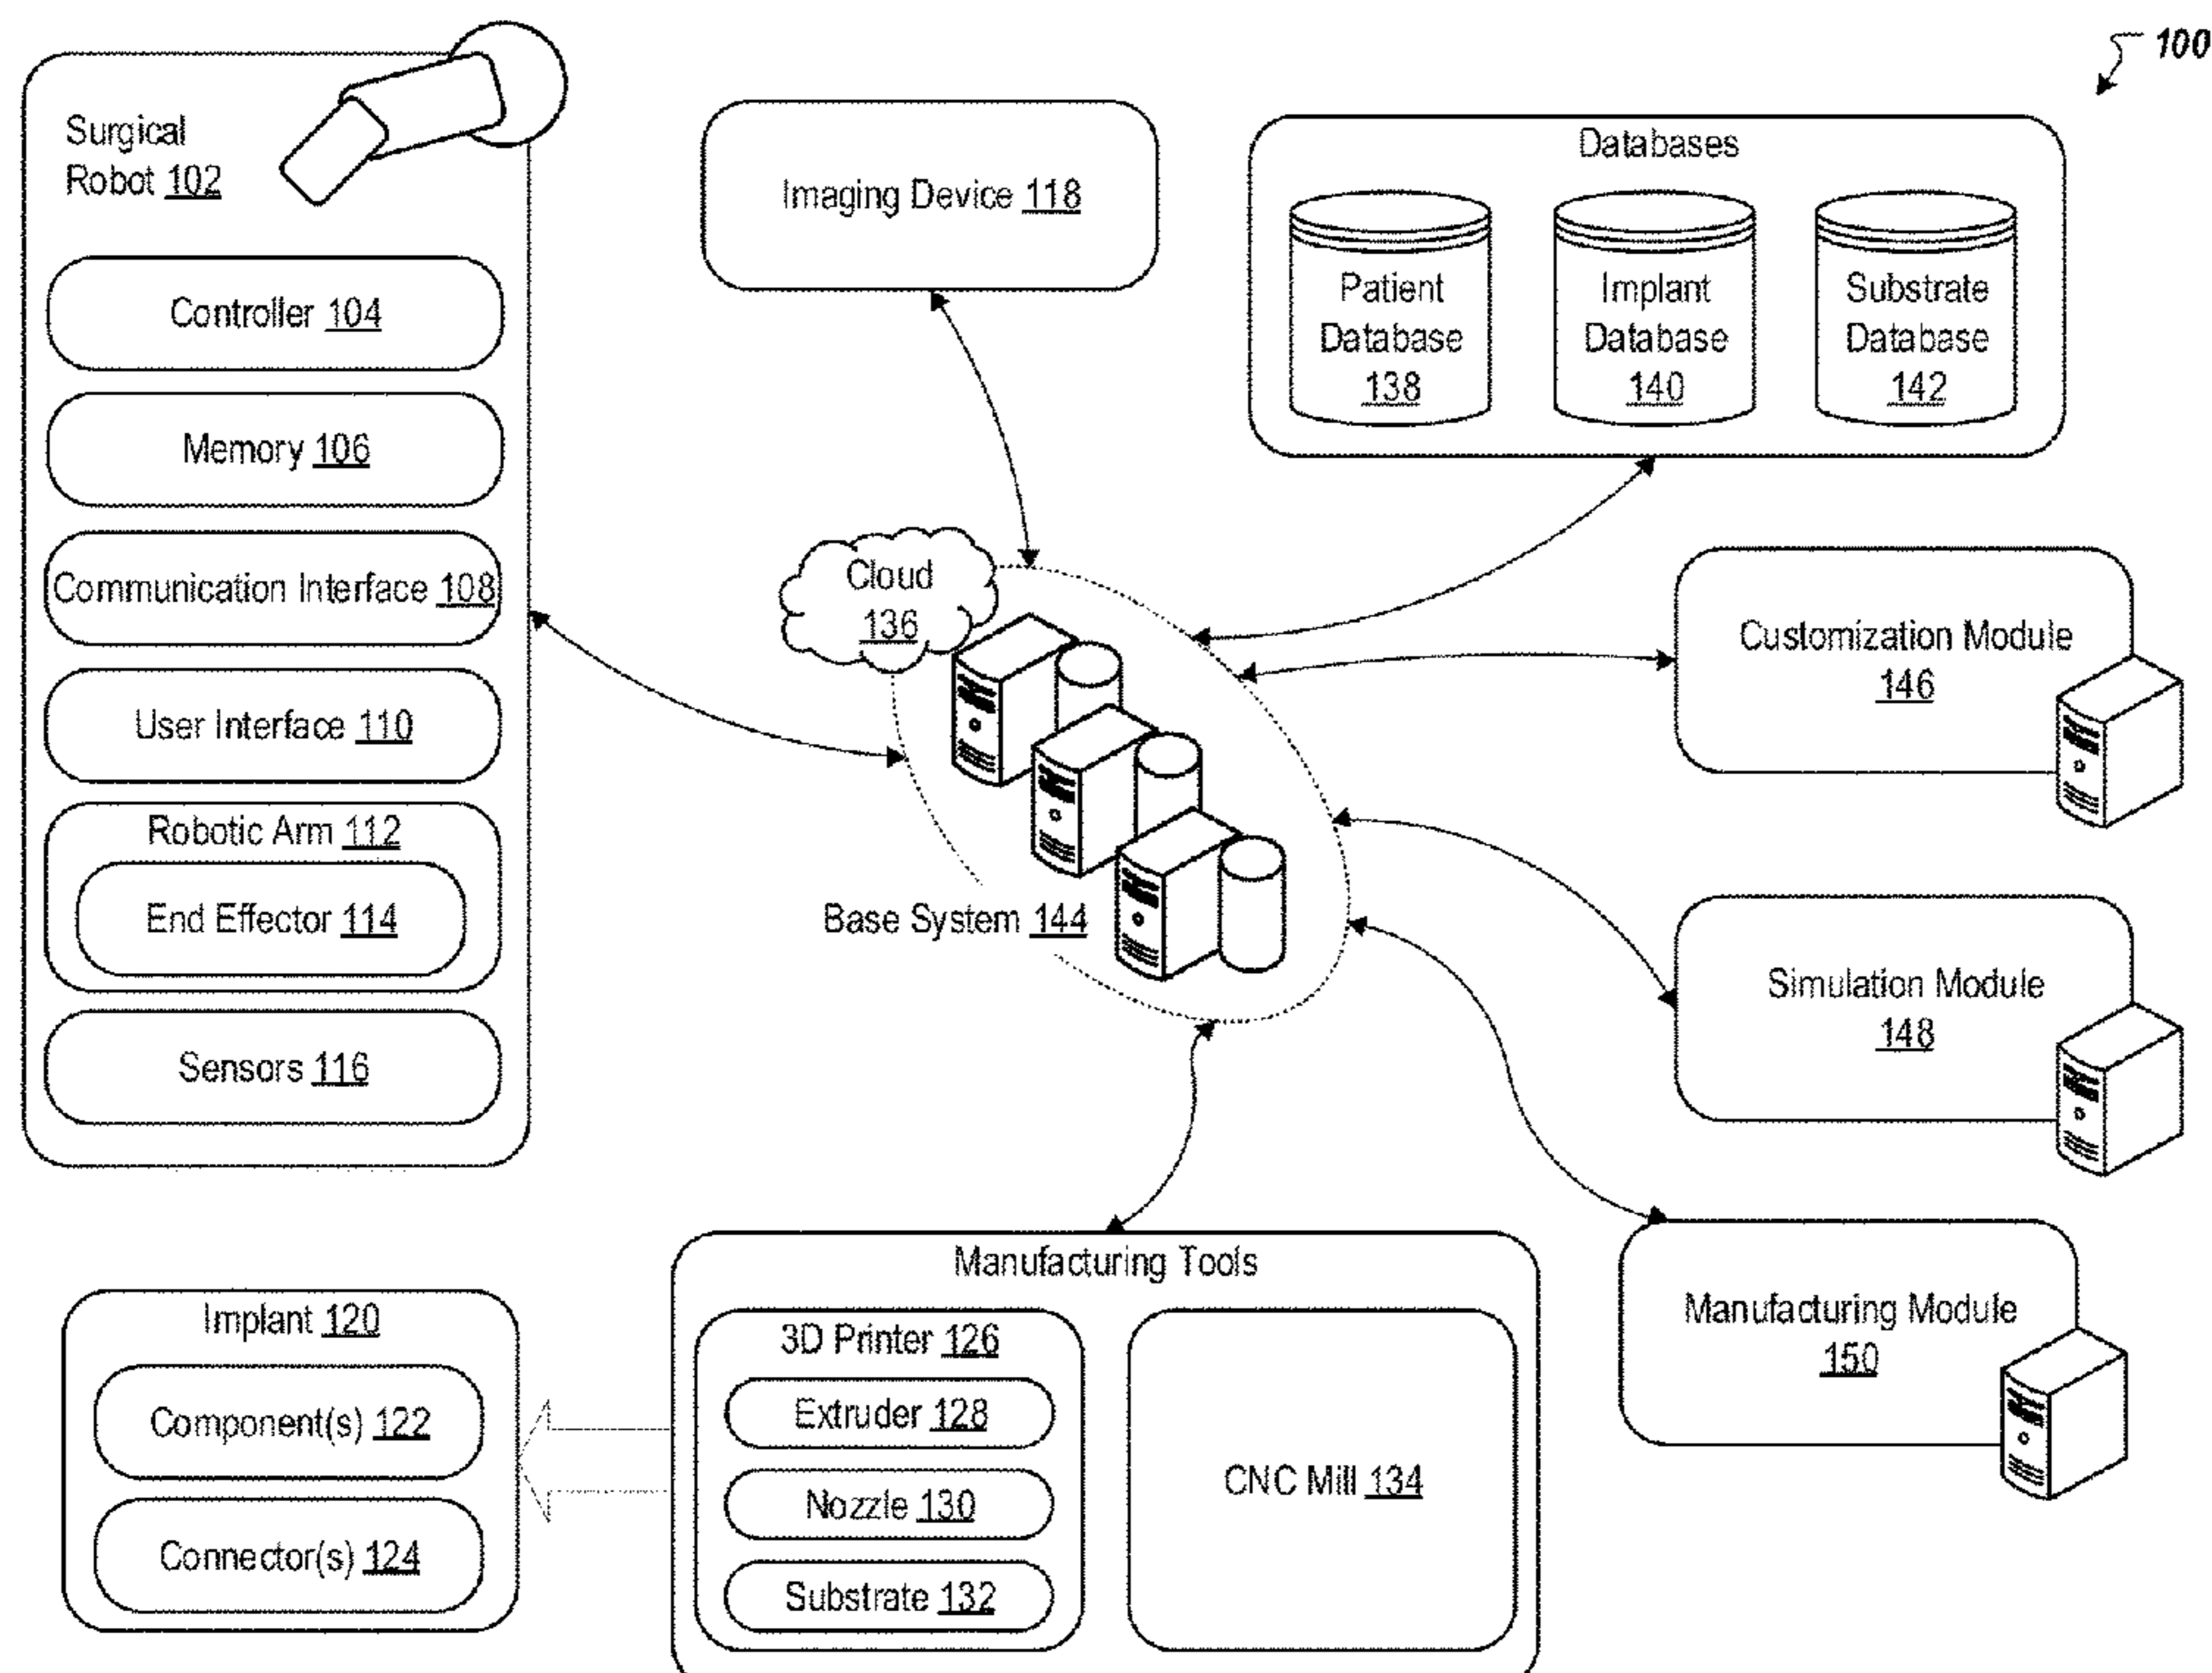 100
Surgical
Robot 102
Controller 104
Memory 106
Communication Interface 108
User Interface 110
Robotic Arm 112
End Effector 114
Sensors 116
Imaging Device 118
Databases
Patient
Database
138
Implant
Database
140
Substrate
Database
142
Cloud
136
Base System 144
Customization Module
146
Simulation Module
148
Manufacturing Module
150
Implant 120
Component(s) 122
Connector(s) 124
Manufacturing Tools
3D Printer 126
Extruder 128
Nozzle 130
Substrate 132
CNC Mill 134